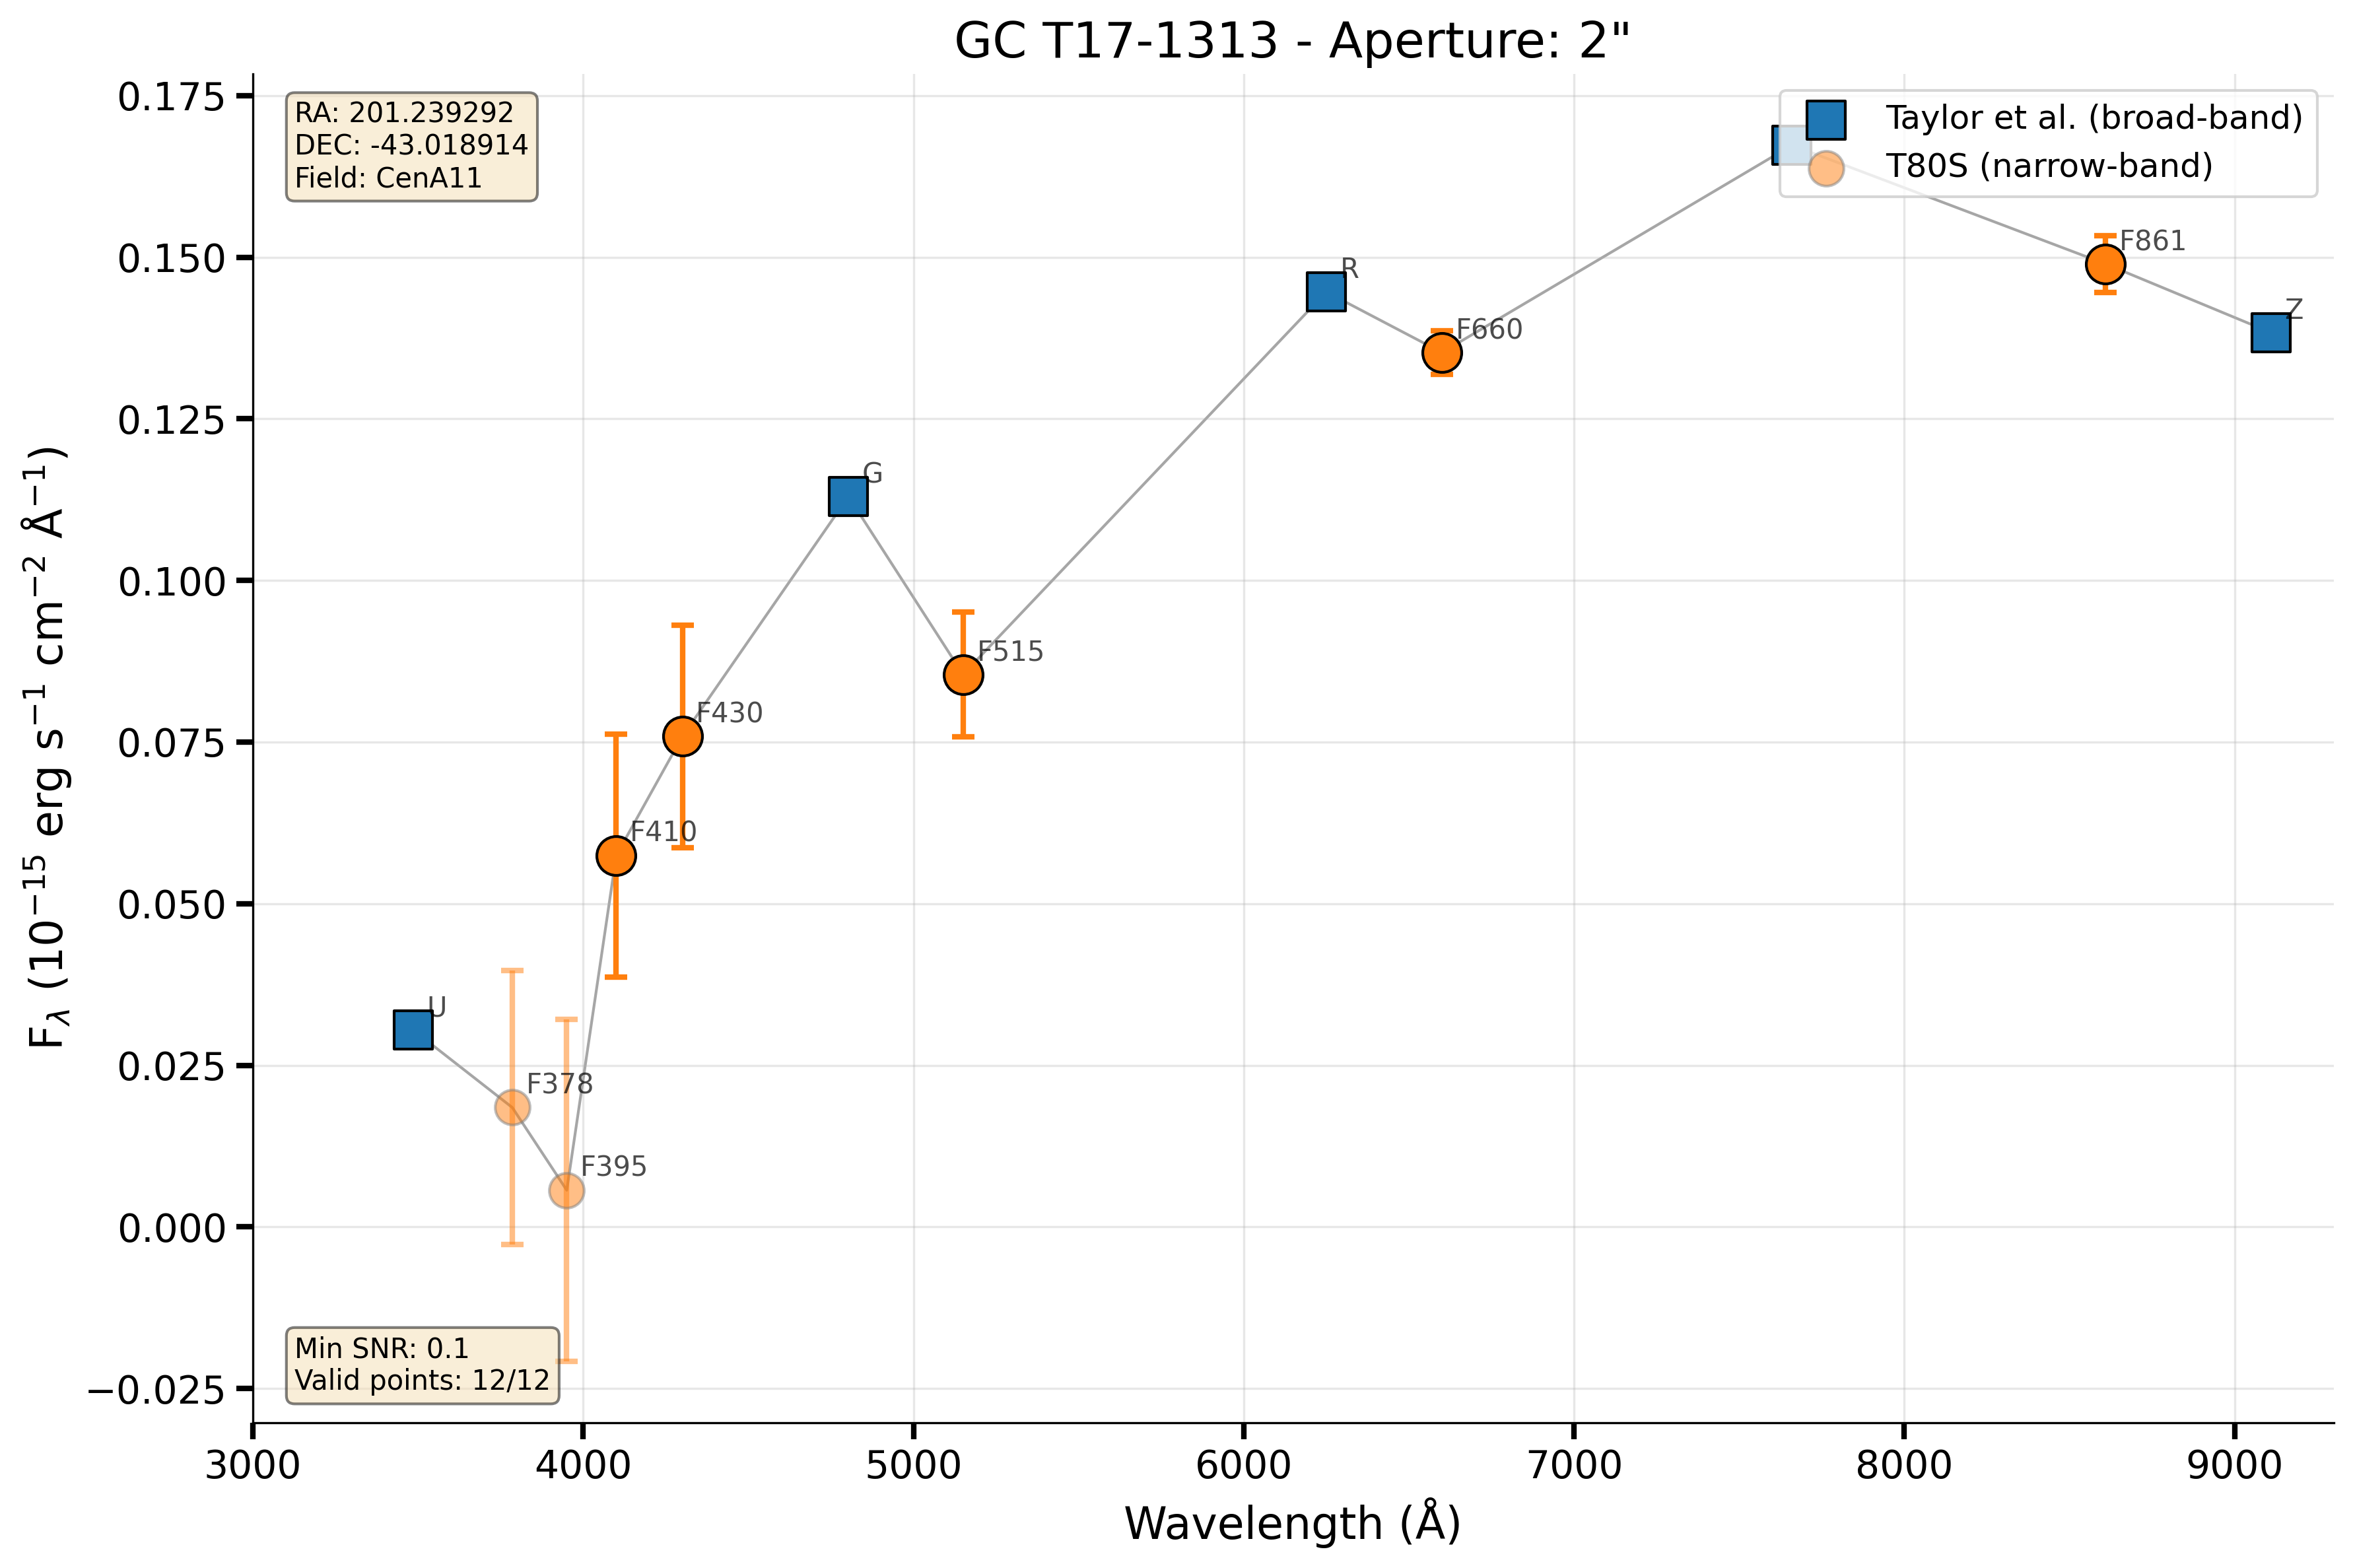 GC T17-1313 - Aperture: 2"
RA: 201.239292
DEC: -43.018914
Field: CenA11
Taylor et al. (broad-band)
T80S (narrow-band)
F861
Z
R
F660
G
F515
F430
F410
U
F378
F395
Min SNR: 0.1
Valid points: 12/12
0.175
0.150
0.125
0.100
0.075
0.050
0.025
0.000
−0.025
F_λ (10⁻¹⁵ erg s⁻¹ cm⁻² Å⁻¹)
3000 4000 5000 6000 7000 8000 9000
Wavelength (Å)